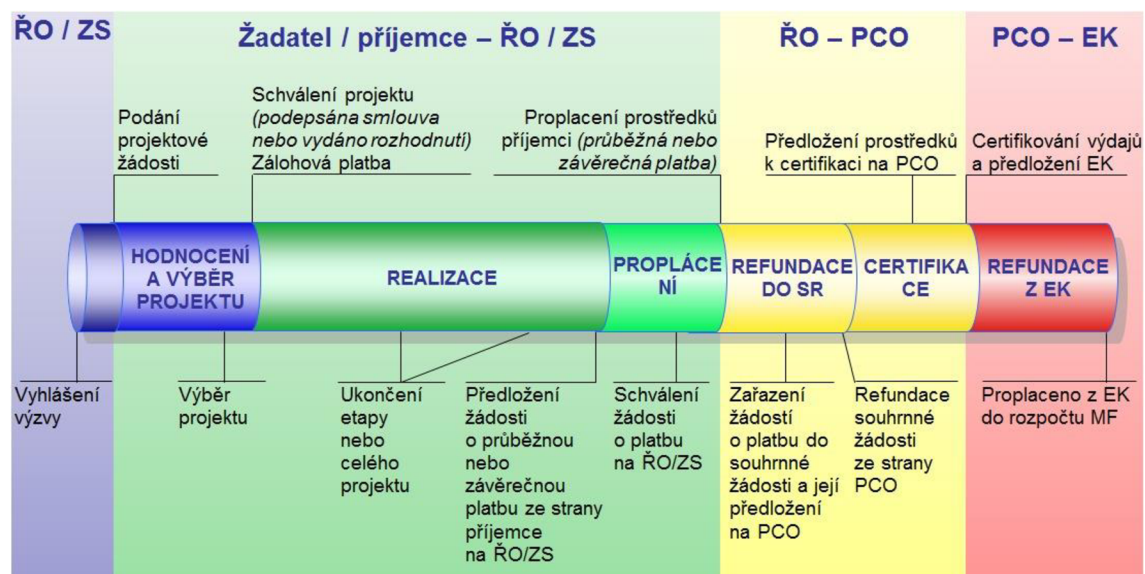 ŘO / ZS
Žadatel / příjemce – ŘO / ZS
ŘO – PCO
PCO – EK
Podání
projektové
žádosti
Schválení projektu
(podepsána smlouva
nebo vydáno rozhodnutí)
Zálohová platba
Proplacení prostředků
příjemci (průběžná nebo
závěrečná platba)
Předložení prostředků
k certifikaci na PCO
Certifikování výdajů
a předložení EK
HODNOCENÍ
A VÝBĚR
PROJEKTU
REALIZACE
PROPLÁCE
NÍ
REFUNDACE
DO SR
CERTIFIKA
CE
REFUNDACE
Z EK
Vyhlášení
výzvy
Výběr
projektu
Ukončení
etapy
nebo
celého
projektu
Předložení
žádosti
o průběžnou
nebo
závěrečnou
platbu ze strany
příjemce
na ŘO/ZS
Schválení
žádosti
o platbu
na ŘO/ZS
Zařazení
žádostí
o platbu do
souhrnné
žádosti a její
předložení
na PCO
Refundace
souhrnné
žádosti
ze strany
PCO
Proplaceno z EK
do rozpočtu MF